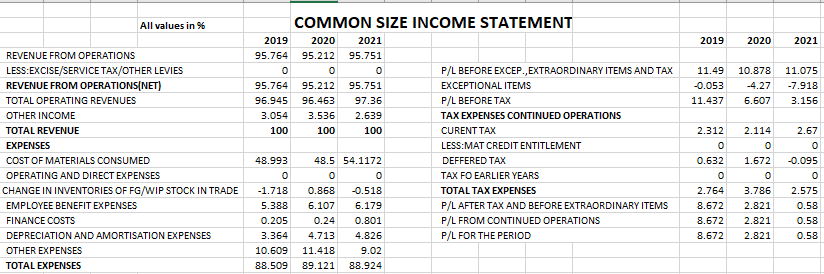 All values in % COMMON SIZE INCOME STATEMENT
2019 2020 2021
REVENUE FROM OPERATIONS 95.764 95.212 95.751
LESS:EXCISE/SERVICE TAX/OTHER LEVIES 0 0 0
REVENUE FROM OPERATIONS(NET) 95.764 95.212 95.751
TOTAL OPERATING REVENUES 96.945 96.463 97.36
OTHER INCOME 3.054 3.536 2.639
TOTAL REVENUE 100 100 100
EXPENSES
COST OF MATERIALS CONSUMED 48.993 48.5 54.1172
OPERATING AND DIRECT EXPENSES 0 0 0
CHANGE IN INVENTORIES OF FG/WIP STOCK IN TRADE -1.718 0.868 -0.518
EMPLOYEE BENEFIT EXPENSES 5.388 6.107 6.179
FINANCE COSTS 0.205 0.24 0.801
DEPRECIATION AND AMORTISATION EXPENSES 3.364 4.713 4.826
OTHER EXPENSES 10.609 11.418 9.02
TOTAL EXPENSES 88.509 89.121 88.924
2019 2020 2021
P/L BEFORE EXCEP.,EXTRAORDINARY ITEMS AND TAX 11.49 10.878 11.075
EXCEPTIONAL ITEMS -0.053 -4.27 -7.918
P/L BEFORE TAX 11.437 6.607 3.156
TAX EXPENSES CONTINUED OPERATIONS
CURENT TAX 2.312 2.114 2.67
LESS:MAT CREDIT ENTITLEMENT 0 0 0
DEFFERED TAX 0.632 1.672 -0.095
TAX FO EARLIER YEARS 0 0 0
TOTAL TAX EXPENSES 2.764 3.786 2.575
P/L AFTER TAX AND BEFORE EXTRAORDINARY ITEMS 8.672 2.821 0.58
P/L FROM CONTINUED OPERATIONS 8.672 2.821 0.58
P/L FOR THE PERIOD 8.672 2.821 0.58